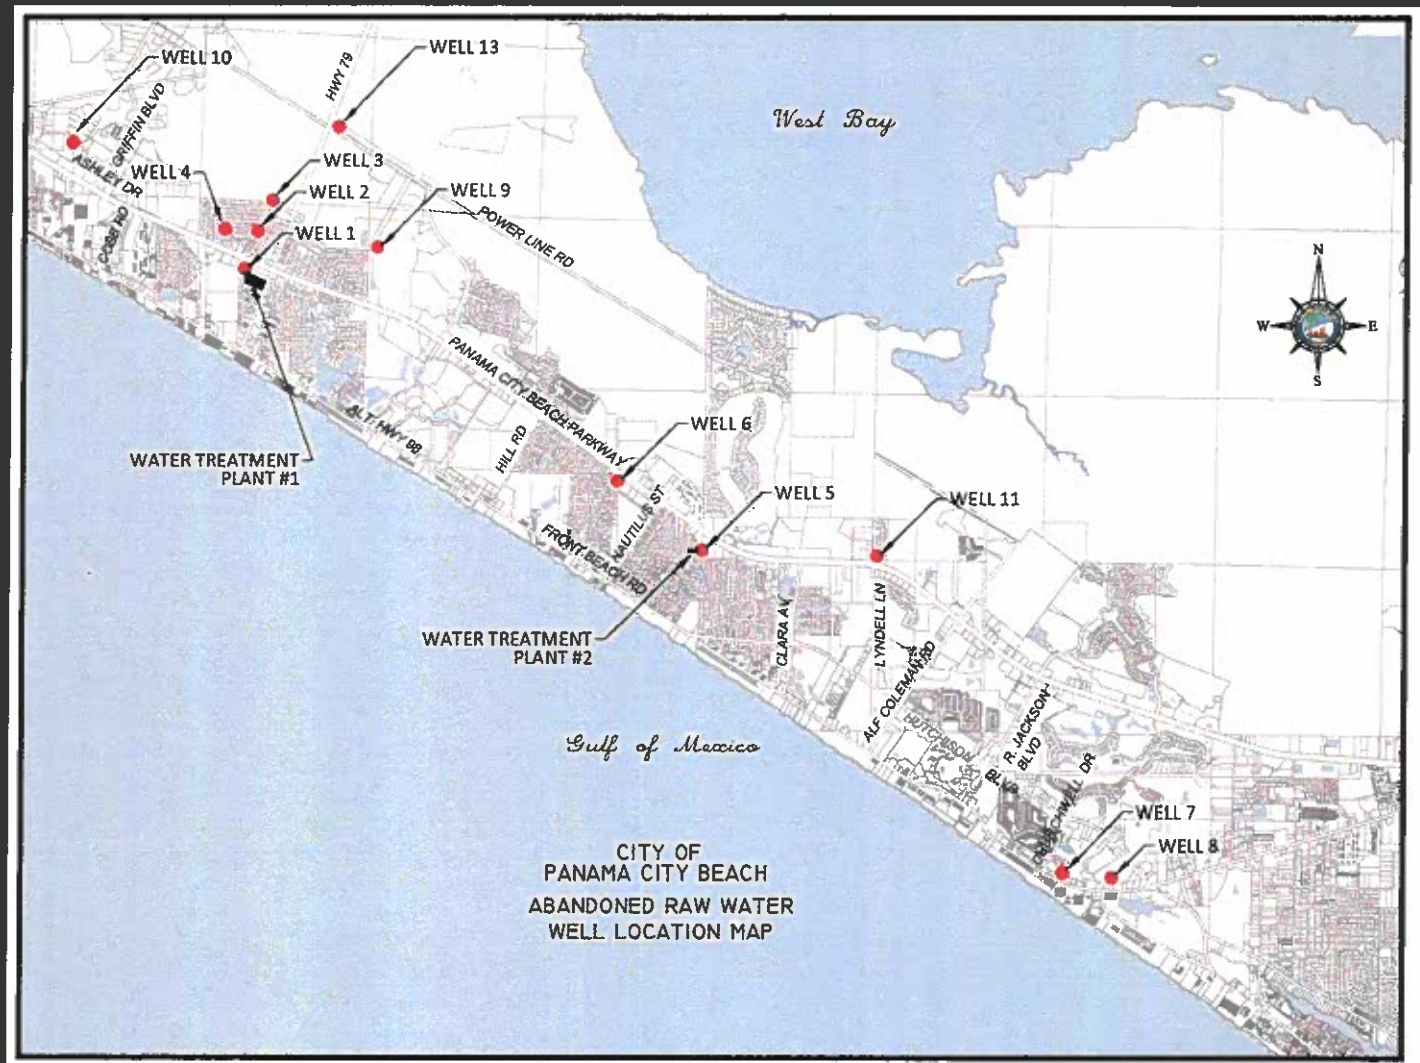 WELL 10
WELL 13
HWY 79
GRIFFIN BLVD
West Bay
WELL 3
WELL 4
ASHLEY DR
WELL 2
WELL 9
COBB RD
WELL 1
POWER LINE RD
N
W
E
S
PANAMA CITY BEACH PARKWAY
ALT. HWY 98
HILL RD
WELL 6
WATER TREATMENT
PLANT #1
NAUTILUS ST
WELL 5
WELL 11
FRONT BEACH RD
WATER TREATMENT
PLANT #2
CLARA AV
LYNDELL LN
ALF COLEMAN RD
HUTCHISON
BLVD
R. JACKSON
BLVD
Gulf of Mexico
CHURCHWELL DR
WELL 7
WELL 8
CITY OF
PANAMA CITY BEACH
ABANDONED RAW WATER
WELL LOCATION MAP